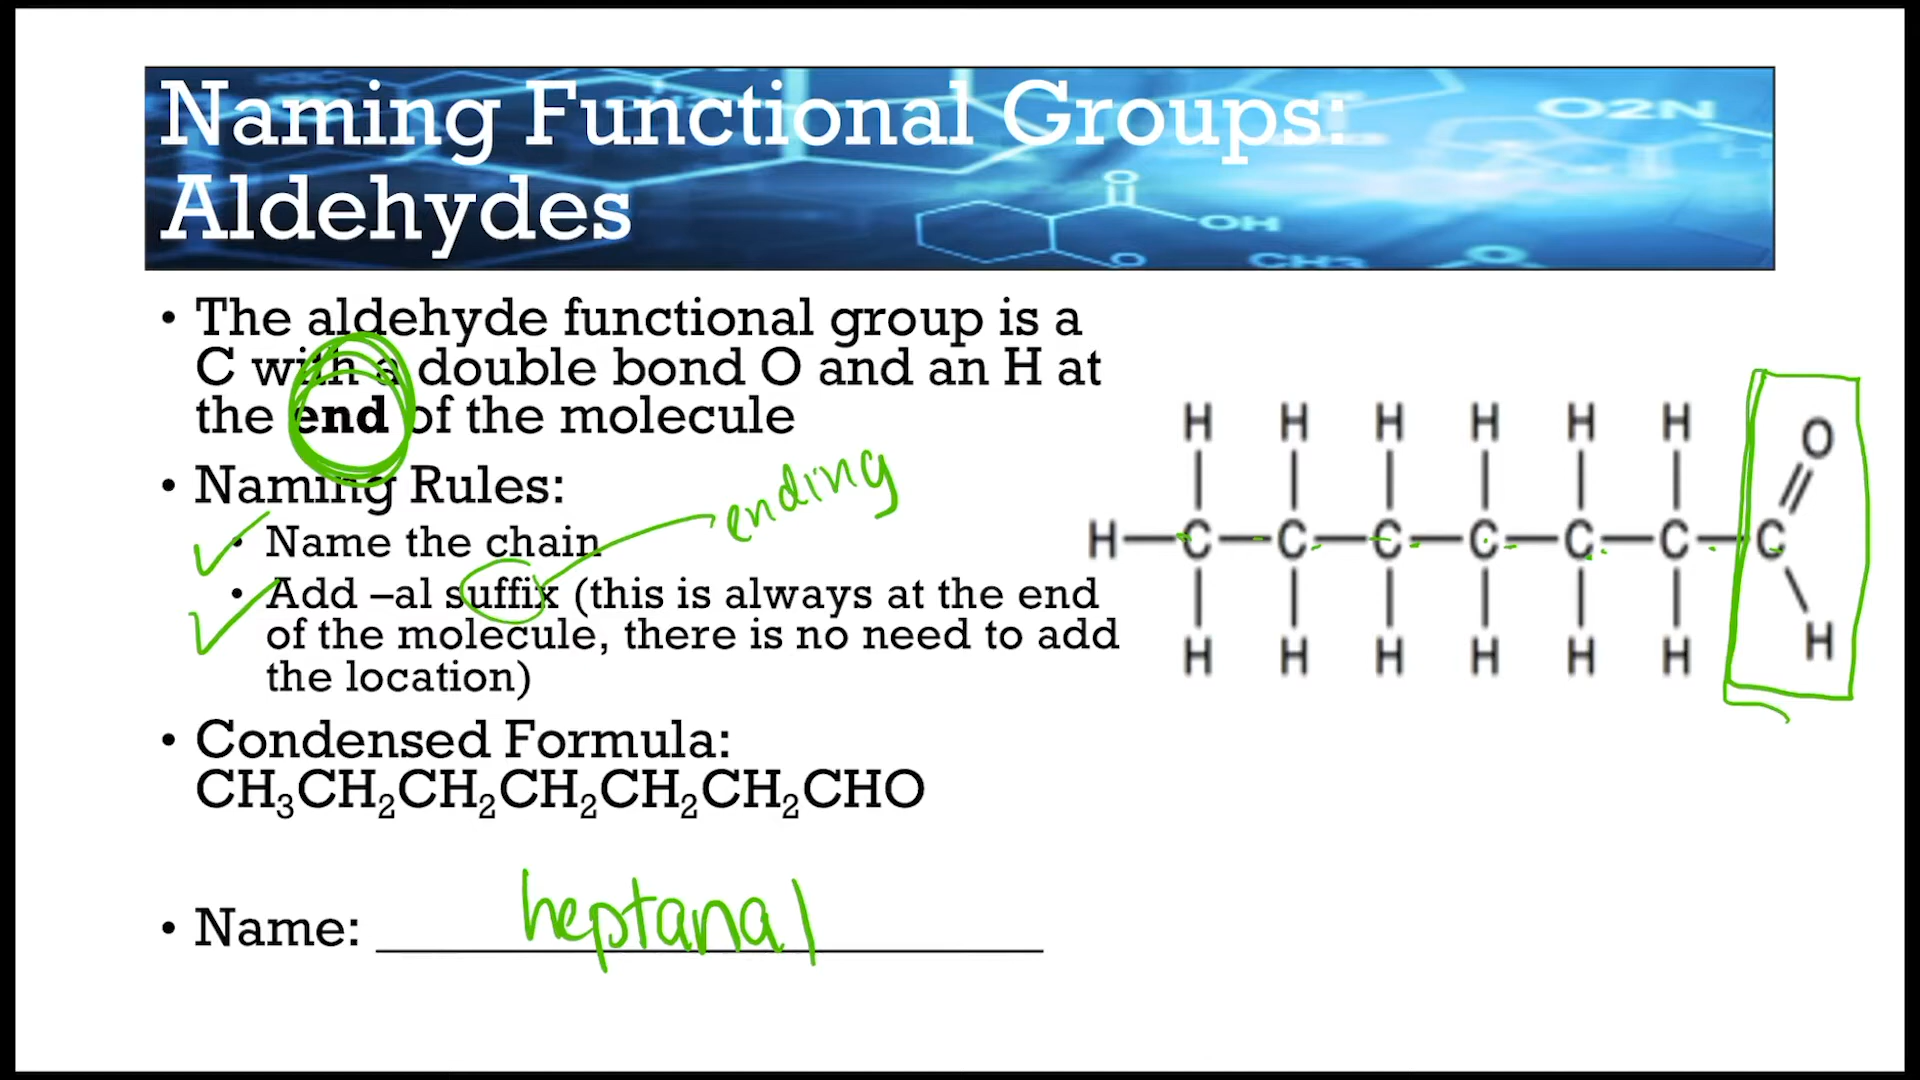 Naming Functional Groups:
Aldehydes
O2N
O
OH
O
CH3
O
• The aldehyde functional group is a
C with a double bond O and an H at
the end of the molecule
• Naming Rules:
ending
• Name the chain
• Add –al suffix (this is always at the end
of the molecule, there is no need to add
the location)
• Condensed Formula:
CH₃CH₂CH₂CH₂CH₂CH₂CHO
• Name: heptanal
H H H H H H O
H—C—C—C—C—C—C—C
H H H H H H H